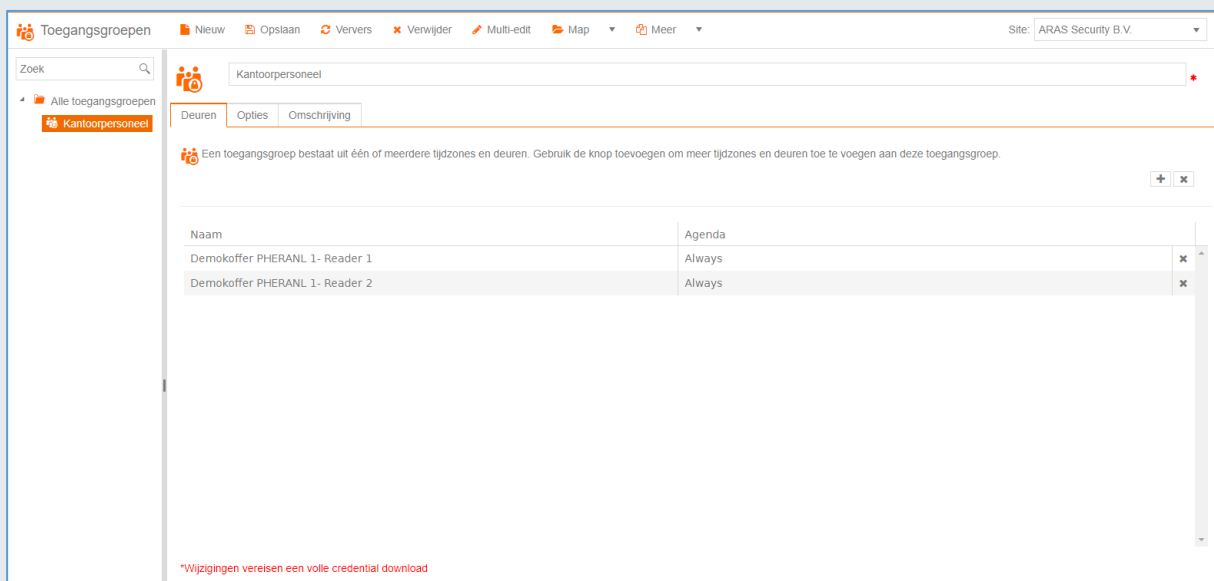 Toegangsgroepen
Nieuw Opslaan Ververs Verwijder Multi-edit Map Meer
Site: ARAS Security B.V.
Zoek
Alle toegangsgroepen
Kantoorpersoneel
Kantoorpersoneel *
Deuren Opties Omschrijving
Een toegangsgroep bestaat uit één of meerdere tijdzones en deuren. Gebruik de knop toevoegen om meer tijdzones en deuren toe te voegen aan deze toegangsgroep.
Naam Agenda
Demokoffer PHERANL 1- Reader 1 Always
Demokoffer PHERANL 1- Reader 2 Always
*Wijzigingen vereisen een volle credential download